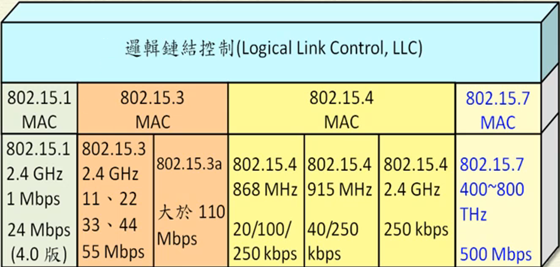 邏輯鏈結控制(Logical Link Control, LLC)
802.15.1
MAC
802.15.3
MAC
802.15.4
MAC
802.15.7
MAC
802.15.1
2.4 GHz
1 Mbps
24 Mbps
(4.0 版)
802.15.3
2.4 GHz
11、22
33、44
55 Mbps
802.15.3a
大於 110
Mbps
802.15.4
868 MHz
20/100/
250 kbps
802.15.4
915 MHz
40/250
kbps
802.15.4
2.4 GHz
250 kbps
802.15.7
400~800
THz
500 Mbps